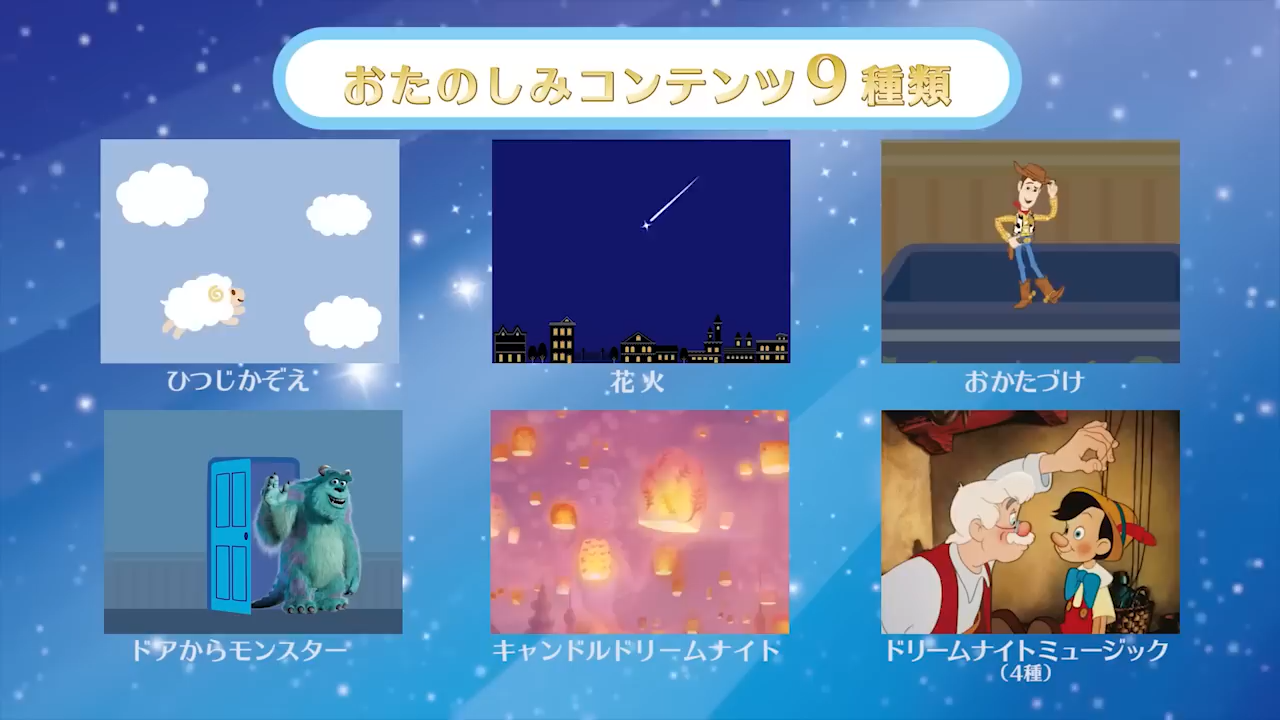 おたのしみコンテンツ9種類
ひつじかぞえ
花火
おかたづけ
ドアからモンスター
キャンドルドリームナイト
ドリームナイトミュージック
（4種）